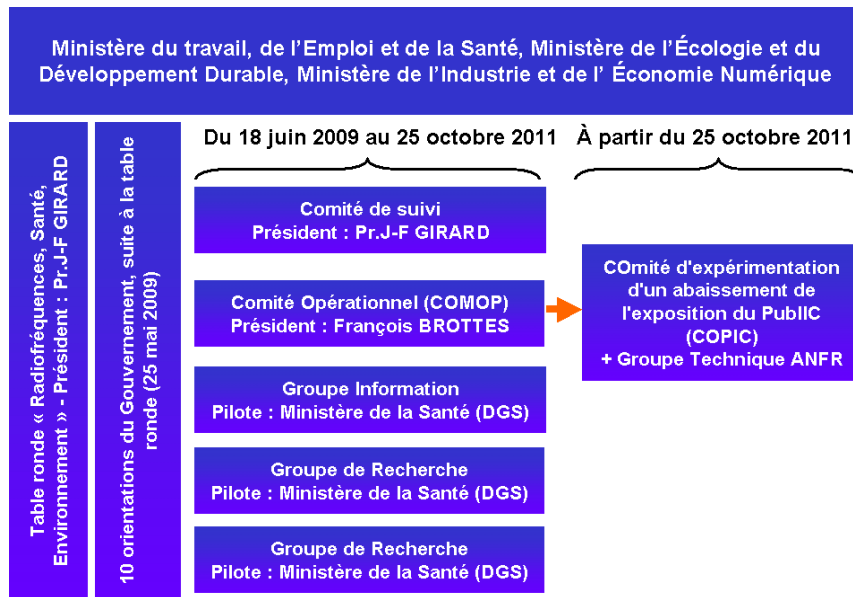 Ministère du travail, de l'Emploi et de la Santé, Ministère de l'Écologie et du
Développement Durable, Ministère de l'Industrie et de l' Économie Numérique
Table ronde « Radiofréquences, Santé,
Environnement » - Président : Pr.J-F GIRARD
10 orientations du Gouvernement, suite à la table
ronde (25 mai 2009)
Du 18 juin 2009 au 25 octobre 2011
Comité de suivi
Président : Pr.J-F GIRARD
Comité Opérationnel (COMOP)
Président : François BROTTES
Groupe Information
Pilote : Ministère de la Santé (DGS)
Groupe de Recherche
Pilote : Ministère de la Santé (DGS)
Groupe de Recherche
Pilote : Ministère de la Santé (DGS)
À partir du 25 octobre 2011
COmité d'expérimentation
d'un abaissement de
l'exposition du PublIC
(COPIC)
+ Groupe Technique ANFR